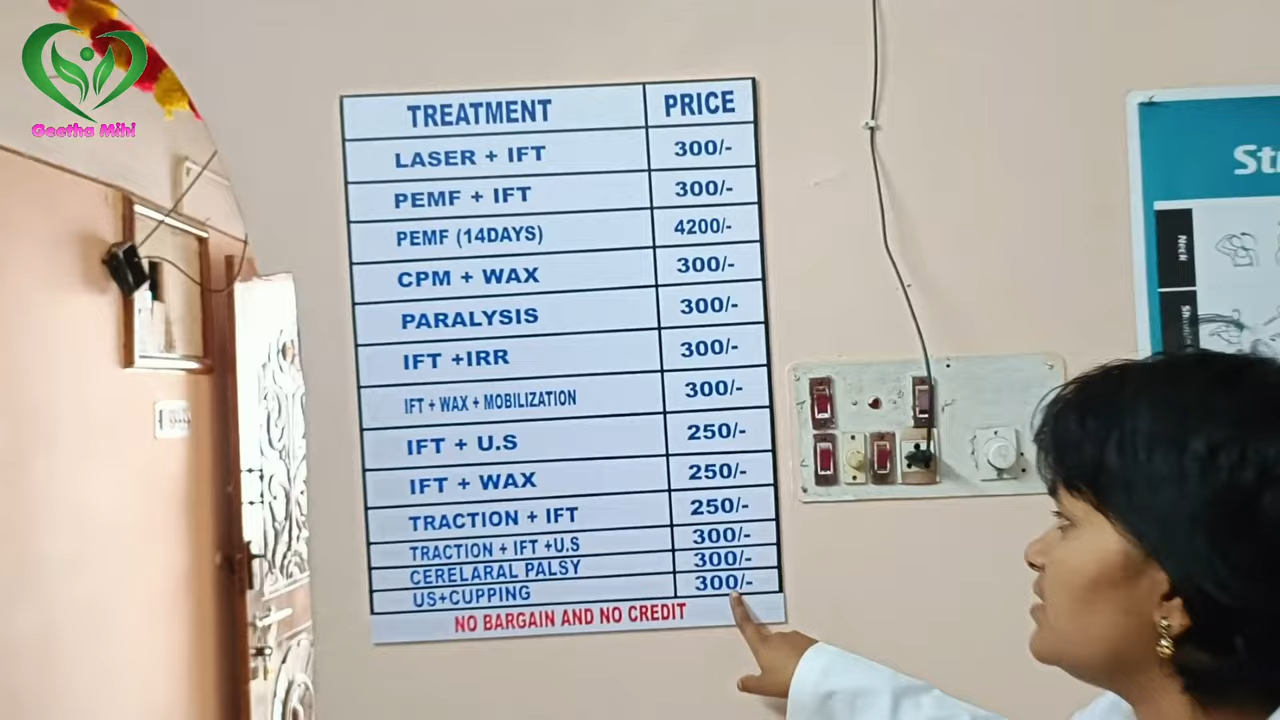 Geetha Mihi
TREATMENT PRICE
LASER + IFT 300/-
PEMF + IFT 300/-
PEMF (14DAYS) 4200/-
CPM + WAX 300/-
PARALYSIS 300/-
IFT +IRR 300/-
IFT + WAX + MOBILIZATION 300/-
IFT + U.S 250/-
IFT + WAX 250/-
TRACTION + IFT 250/-
TRACTION + IFT +U.S 300/-
CERELARAL PALSY 300/-
US+CUPPING 300/-
NO BARGAIN AND NO CREDIT
Neck